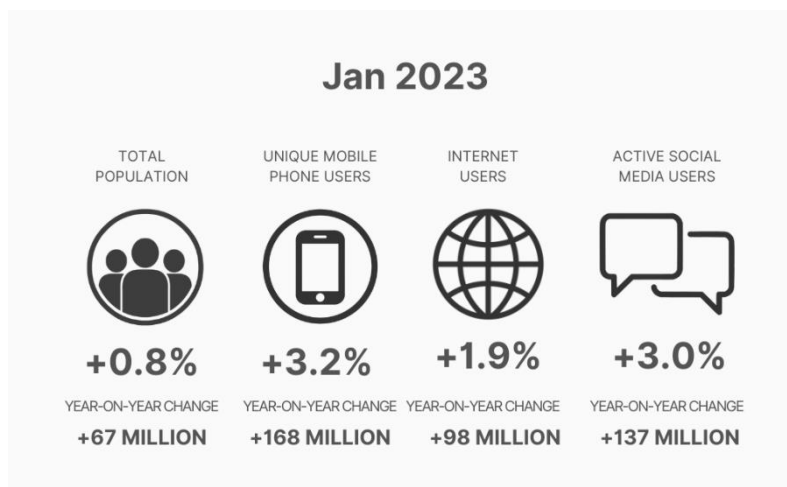 Jan 2023
TOTAL
POPULATION
UNIQUE MOBILE
PHONE USERS
INTERNET
USERS
ACTIVE SOCIAL
MEDIA USERS
+0.8%
+3.2%
+1.9%
+3.0%
YEAR-ON-YEAR CHANGE
YEAR-ON-YEAR CHANGE
YEAR-ON-YEAR CHANGE
YEAR-ON-YEAR CHANGE
+67 MILLION
+168 MILLION
+98 MILLION
+137 MILLION